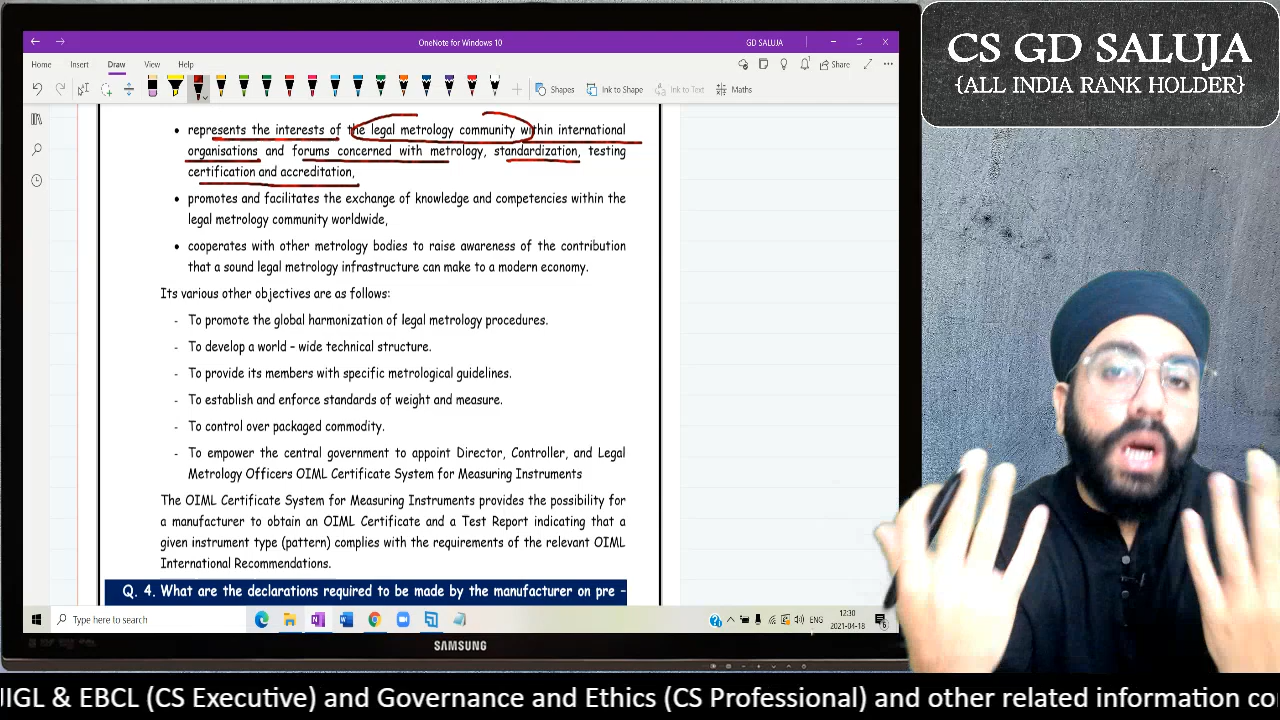 OneNote for Windows 10
GD SALUJA
Home Insert Draw View Help
Share
Shapes Ink to Shape Ink to Text Maths
• represents the interests of the legal metrology community within international
organisations and forums concerned with metrology, standardization, testing
certification and accreditation,
• promotes and facilitates the exchange of knowledge and competencies within the
legal metrology community worldwide,
• cooperates with other metrology bodies to raise awareness of the contribution
that a sound legal metrology infrastructure can make to a modern economy.
Its various other objectives are as follows:
- To promote the global harmonization of legal metrology procedures.
- To develop a world – wide technical structure.
- To provide its members with specific metrological guidelines.
- To establish and enforce standards of weight and measure.
- To control over packaged commodity.
- To empower the central government to appoint Director, Controller, and Legal
Metrology Officers OIML Certificate System for Measuring Instruments
The OIML Certificate System for Measuring Instruments provides the possibility for
a manufacturer to obtain an OIML Certificate and a Test Report indicating that a
given instrument type (pattern) complies with the requirements of the relevant OIML
International Recommendations.
Q. 4. What are the declarations required to be made by the manufacturer on pre –
Type here to search
ENG
12:30
2021-04-18
SAMSUNG
CS GD SALUJA
{ALL INDIA RANK HOLDER}
JIGL & EBCL (CS Executive) and Governance and Ethics (CS Professional) and other related information co